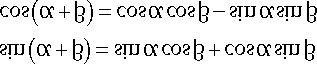 cos(α + β) = cos α cos β − sin α sin β
sin(α + β) = sin α cos β + cos α sin β